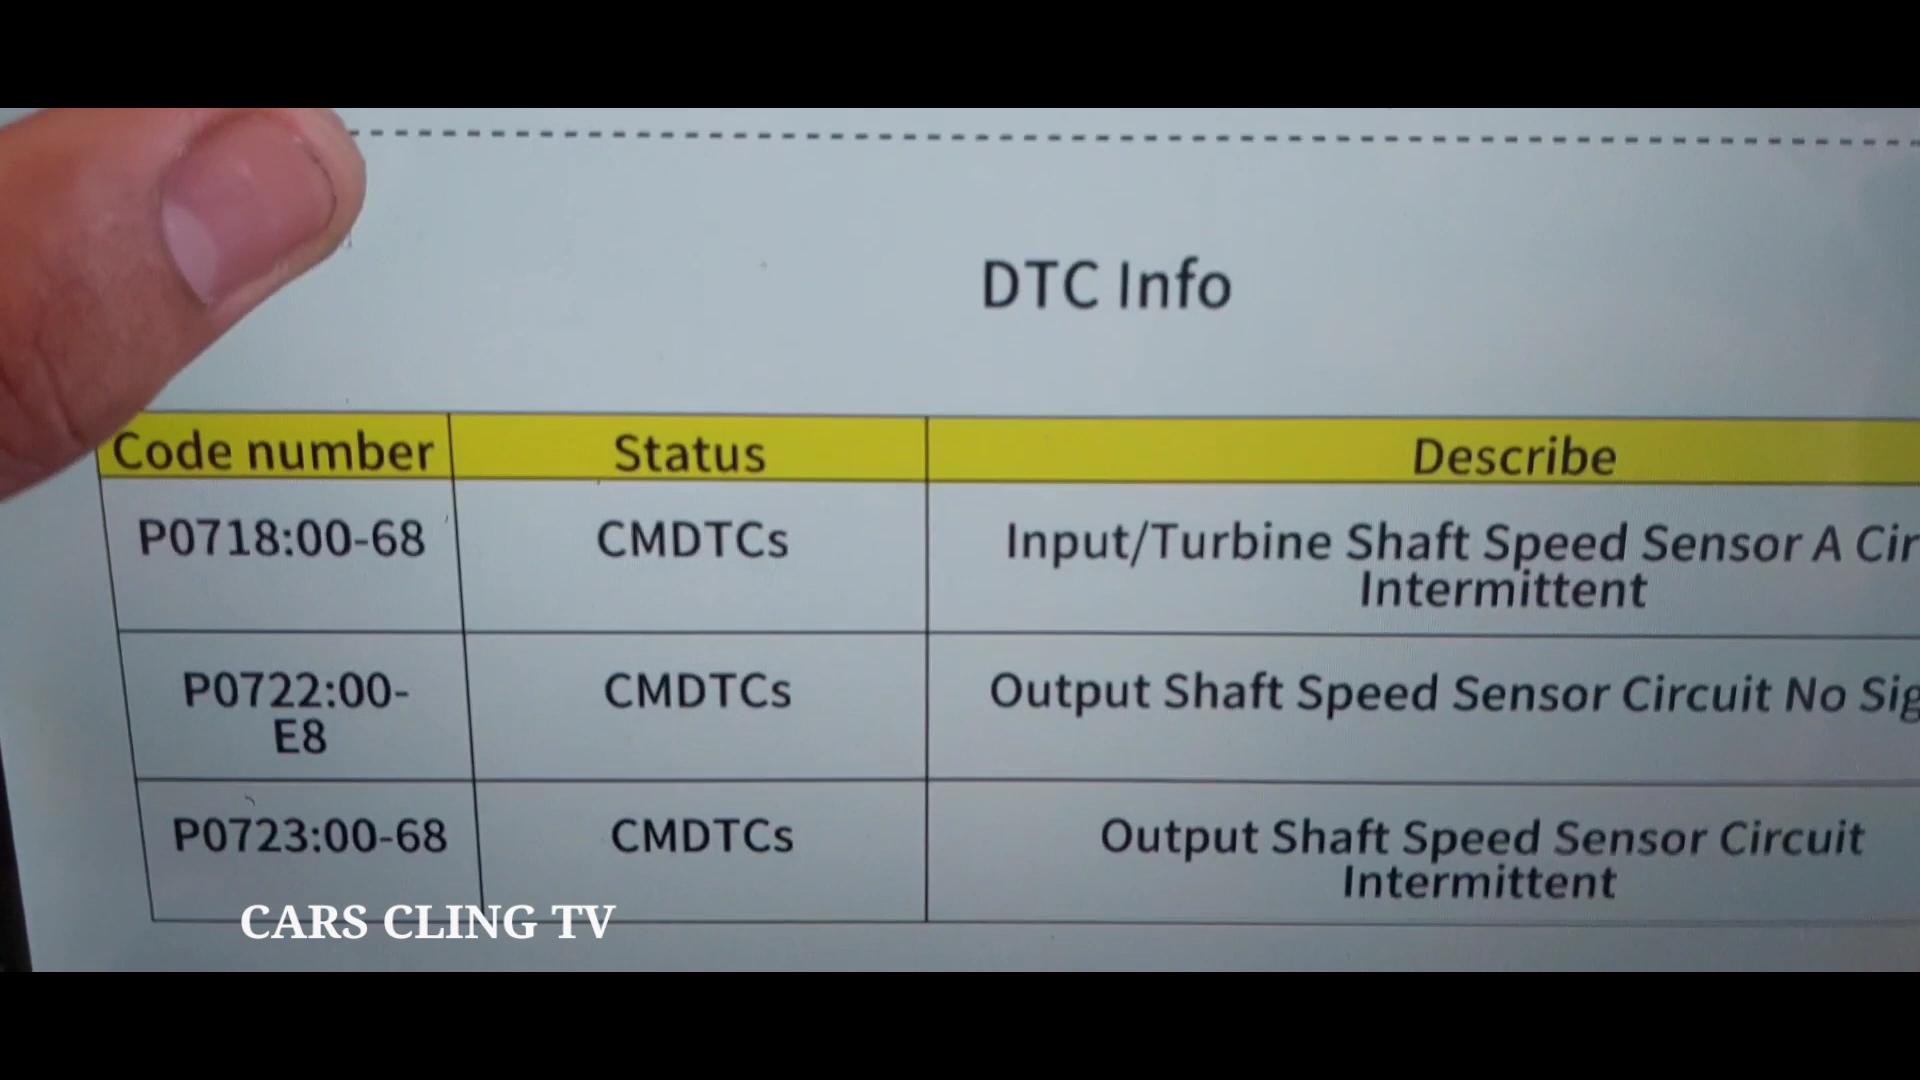 DTC Info
Code number Status Describe
P0718:00-68 CMDTCs Input/Turbine Shaft Speed Sensor A Cir
Intermittent
P0722:00- CMDTCs Output Shaft Speed Sensor Circuit No Sig
E8
P0723:00-68 CMDTCs Output Shaft Speed Sensor Circuit
Intermittent
CARS CLING TV